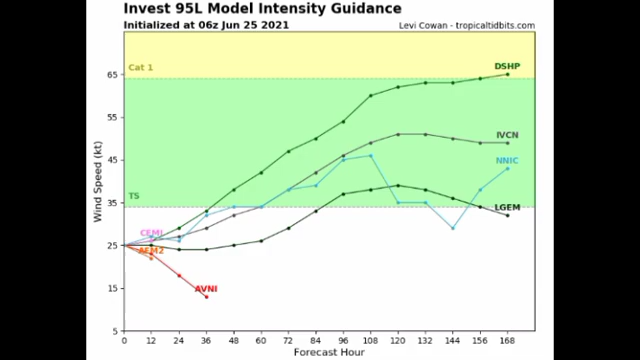 Invest 95L Model Intensity Guidance
Initialized at 06z Jun 25 2021
Levi Cowan - tropicaltidbits.com
Cat 1
DSHP
IVCN
NNIC
TS
LGEM
CEMI
AEM2
AVNI
Wind Speed (kt)
65
55
45
35
25
15
5
0 12 24 36 48 60 72 84 96 108 120 132 144 156 168
Forecast Hour